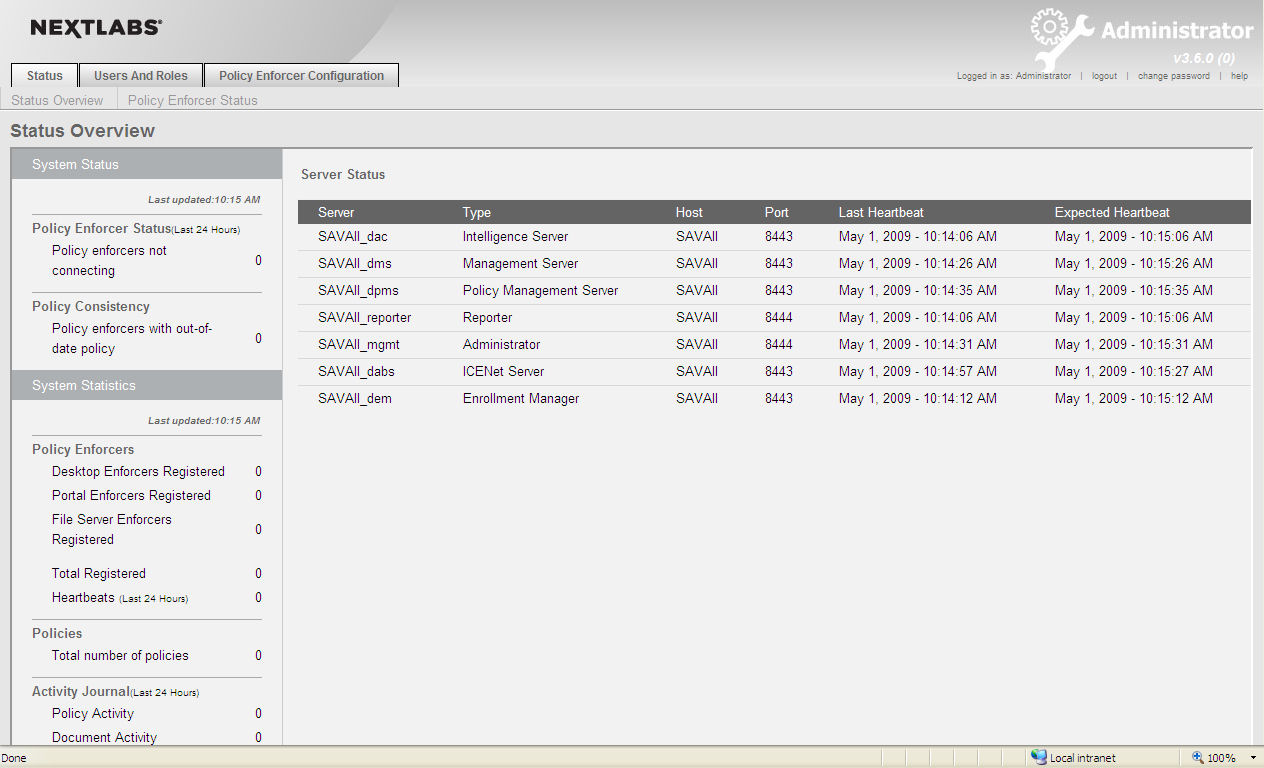 NEXTLABS®
Administrator
v3.6.0 (0)
Logged in as: Administrator | logout | change password | help
Status Users And Roles Policy Enforcer Configuration
Status Overview Policy Enforcer Status
Status Overview
System Status
Last updated:10:15 AM
Policy Enforcer Status(Last 24 Hours)
Policy enforcers not
connecting 0
Policy Consistency
Policy enforcers with out-of-
date policy 0
System Statistics
Last updated:10:15 AM
Policy Enforcers
Desktop Enforcers Registered 0
Portal Enforcers Registered 0
File Server Enforcers
Registered 0
Total Registered 0
Heartbeats (Last 24 Hours) 0
Policies
Total number of policies 0
Activity Journal(Last 24 Hours)
Policy Activity 0
Document Activity 0
Server Status
Server Type Host Port Last Heartbeat Expected Heartbeat
SAVAII_dac Intelligence Server SAVAII 8443 May 1, 2009 - 10:14:06 AM May 1, 2009 - 10:15:06 AM
SAVAII_dms Management Server SAVAII 8443 May 1, 2009 - 10:14:26 AM May 1, 2009 - 10:15:26 AM
SAVAII_dpms Policy Management Server SAVAII 8443 May 1, 2009 - 10:14:35 AM May 1, 2009 - 10:15:35 AM
SAVAII_reporter Reporter SAVAII 8444 May 1, 2009 - 10:14:06 AM May 1, 2009 - 10:15:06 AM
SAVAII_mgmt Administrator SAVAII 8444 May 1, 2009 - 10:14:31 AM May 1, 2009 - 10:15:31 AM
SAVAII_dabs ICENet Server SAVAII 8443 May 1, 2009 - 10:14:57 AM May 1, 2009 - 10:15:27 AM
SAVAII_dem Enrollment Manager SAVAII 8443 May 1, 2009 - 10:14:12 AM May 1, 2009 - 10:15:12 AM
Done Local intranet 100%